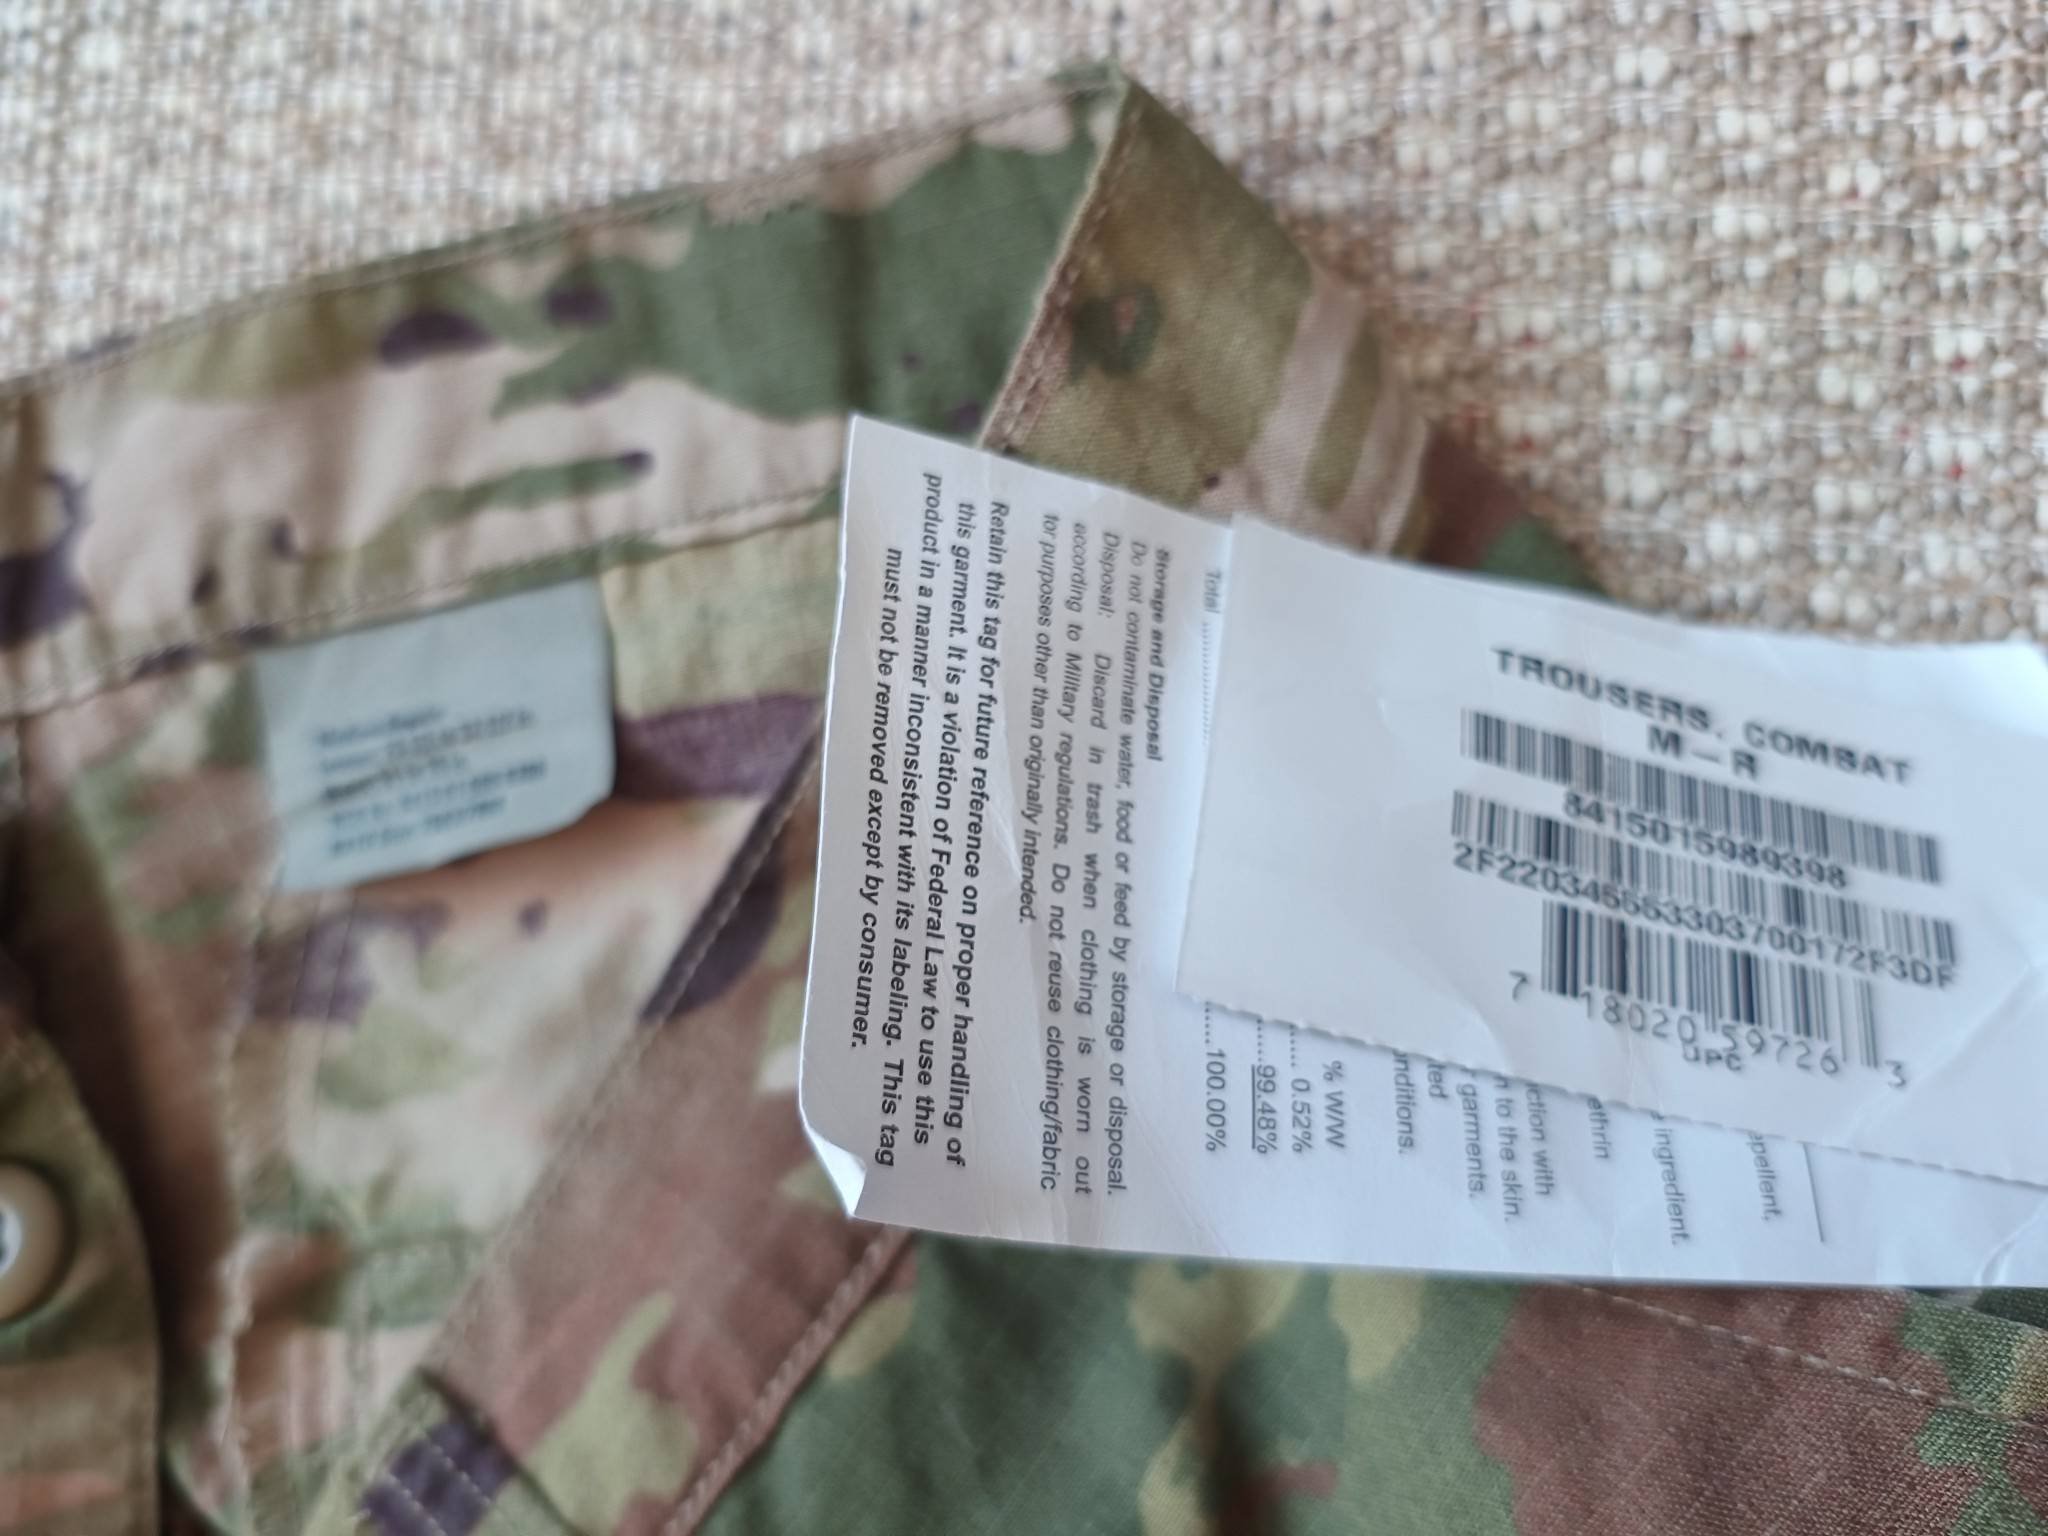 TROUSERS, COMBAT
M-R
8415015989398
2F220345553303700172F3DF
7 18020 59726 3
epellent,
ingredient.
ethrin
ction with
n to the skin.
garments.
ted
nditions.
% W/W
0.52%
99.48%
Total ........ 100.00%
Storage and Disposal
Do not contaminate water, food or feed by storage or disposal.
Disposal: Discard in trash when clothing is worn out
according to Military regulations. Do not reuse clothing/fabric
for purposes other than originally intended.
Retain this tag for future reference on proper handling of
this garment. It is a violation of Federal Law to use this
product in a manner inconsistent with its labeling. This tag
must not be removed except by consumer.